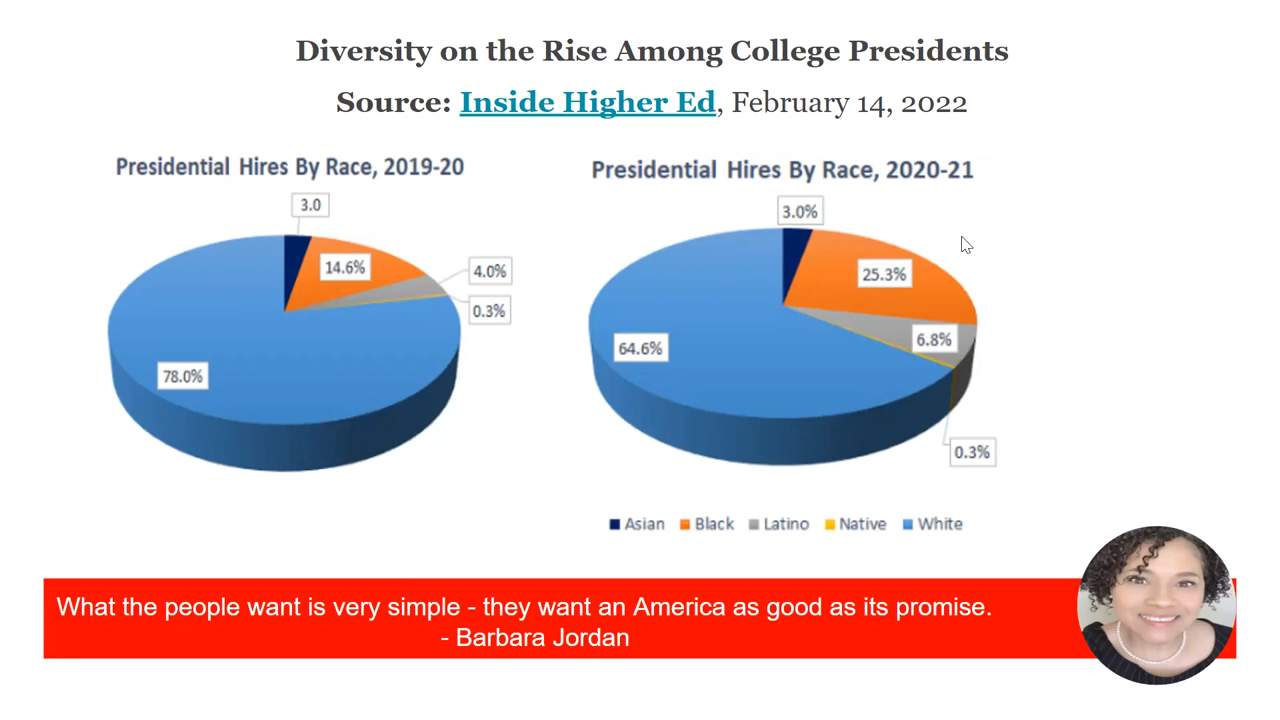 Diversity on the Rise Among College Presidents
Source: Inside Higher Ed, February 14, 2022
Presidential Hires By Race, 2019-20
3.0
14.6%
4.0%
0.3%
78.0%
Presidential Hires By Race, 2020-21
3.0%
25.3%
6.8%
64.6%
0.3%
Asian Black Latino Native White
What the people want is very simple - they want an America as good as its promise.
- Barbara Jordan